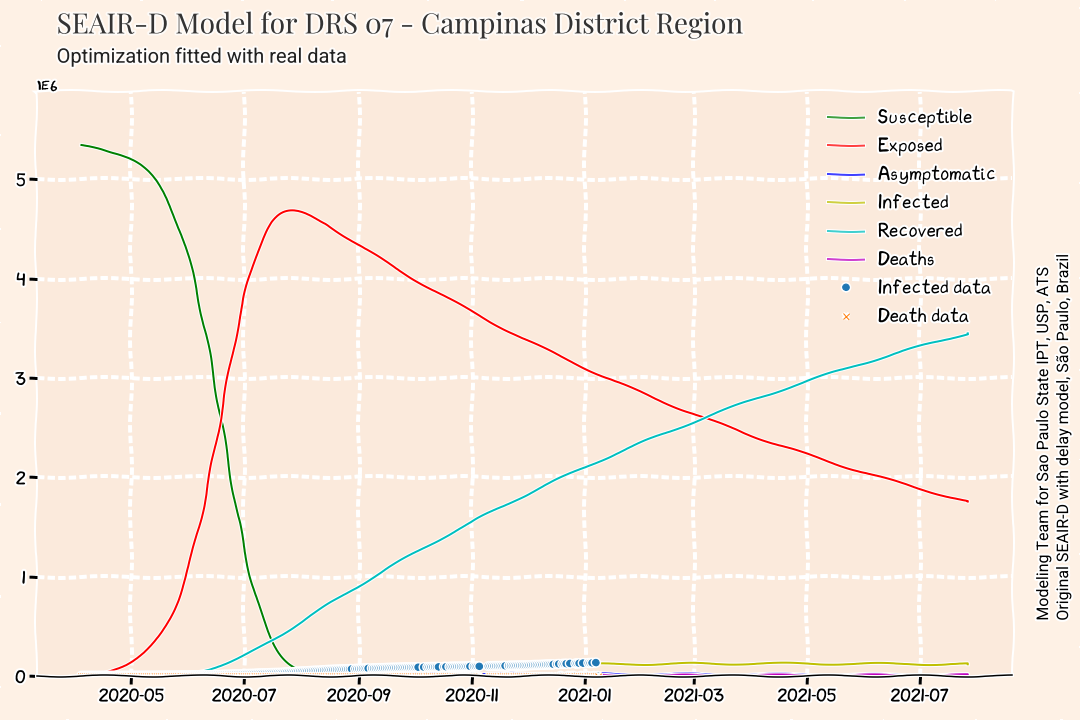 SEAIR-D Model for DRS 07 - Campinas District Region
Optimization fitted with real data
1E6
Susceptible
Exposed
Asymptomatic
Infected
Recovered
Deaths
Infected data
Death data
5
4
3
2
1
0
2020-05 2020-07 2020-09 2020-11 2021-01 2021-03 2021-05 2021-07
Modeling Team for Sao Paulo State IPT, USP, ATS
Original SEAIR-D with delay model, São Paulo, Brazil